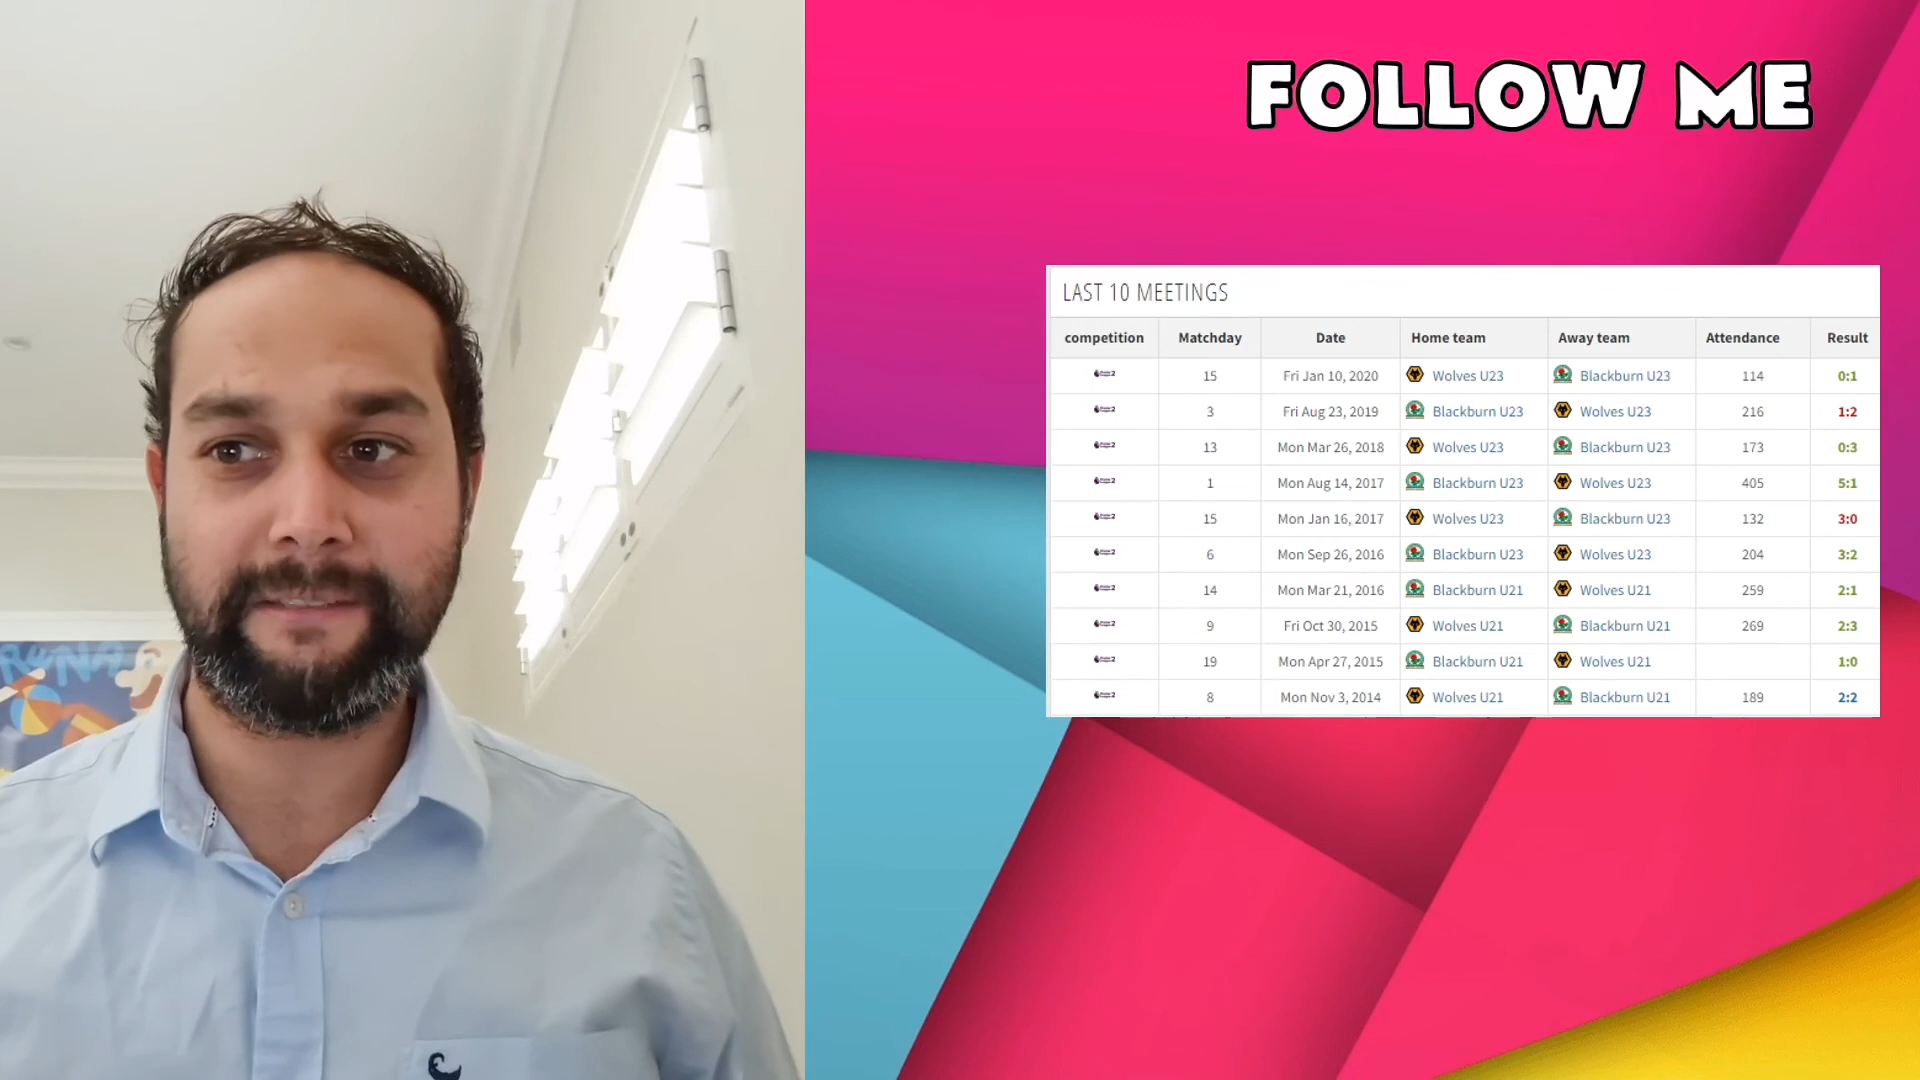 FOLLOW ME
LAST 10 MEETINGS
competition Matchday Date Home team Away team Attendance Result
15 Fri Jan 10, 2020 Wolves U23 Blackburn U23 114 0:1
3 Fri Aug 23, 2019 Blackburn U23 Wolves U23 216 1:2
13 Mon Mar 26, 2018 Wolves U23 Blackburn U23 173 0:3
1 Mon Aug 14, 2017 Blackburn U23 Wolves U23 405 5:1
15 Mon Jan 16, 2017 Wolves U23 Blackburn U23 132 3:0
6 Mon Sep 26, 2016 Blackburn U23 Wolves U23 204 3:2
14 Mon Mar 21, 2016 Blackburn U21 Wolves U21 259 2:1
9 Fri Oct 30, 2015 Wolves U21 Blackburn U21 269 2:3
19 Mon Apr 27, 2015 Blackburn U21 Wolves U21 1:0
8 Mon Nov 3, 2014 Wolves U21 Blackburn U21 189 2:2